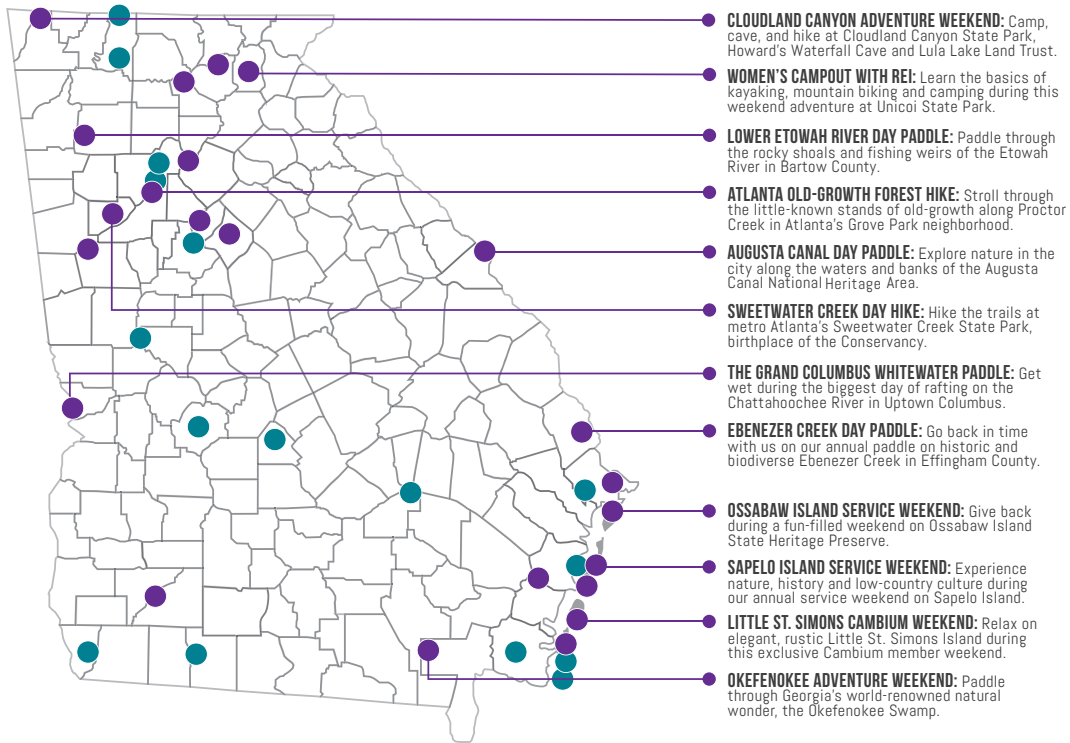 CLOUDLAND CANYON ADVENTURE WEEKEND: Camp,
cave, and hike at Cloudland Canyon State Park,
Howard's Waterfall Cave and Lula Lake Land Trust.
WOMEN'S CAMPOUT WITH REI: Learn the basics of
kayaking, mountain biking and camping during this
weekend adventure at Unicoi State Park.
LOWER ETOWAH RIVER DAY PADDLE: Paddle through
the rocky shoals and fishing weirs of the Etowah
River in Bartow County.
ATLANTA OLD-GROWTH FOREST HIKE: Stroll through
the little-known stands of old-growth along Proctor
Creek in Atlanta's Grove Park neighborhood.
AUGUSTA CANAL DAY PADDLE: Explore nature in the
city along the waters and banks of the Augusta
Canal National Heritage Area.
SWEETWATER CREEK DAY HIKE: Hike the trails at
metro Atlanta's Sweetwater Creek State Park,
birthplace of the Conservancy.
THE GRAND COLUMBUS WHITEWATER PADDLE: Get
wet during the biggest day of rafting on the
Chattahoochee River in Uptown Columbus.
EBENEZER CREEK DAY PADDLE: Go back in time
with us on our annual paddle on historic and
biodiverse Ebenezer Creek in Effingham County.
OSSABAW ISLAND SERVICE WEEKEND: Give back
during a fun-filled weekend on Ossabaw Island
State Heritage Preserve.
SAPELO ISLAND SERVICE WEEKEND: Experience
nature, history and low-country culture during
our annual service weekend on Sapelo Island.
LITTLE ST. SIMONS CAMBIUM WEEKEND: Relax on
elegant, rustic Little St. Simons Island during
this exclusive Cambium member weekend.
OKEFENOKEE ADVENTURE WEEKEND: Paddle
through Georgia's world-renowned natural
wonder, the Okefenokee Swamp.